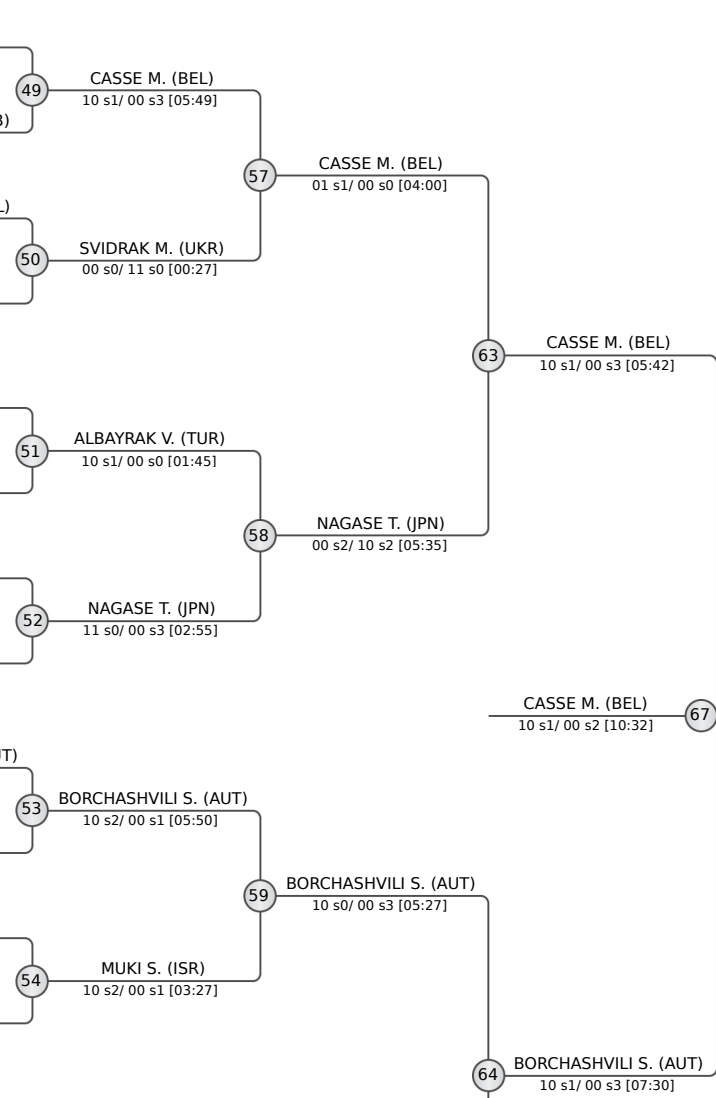 49
CASSE M. (BEL)
10 s1/ 00 s3 [05:49]
)
57
CASSE M. (BEL)
01 s1/ 00 s0 [04:00]
)
50
SVIDRAK M. (UKR)
00 s0/ 11 s0 [00:27]
63
CASSE M. (BEL)
10 s1/ 00 s3 [05:42]
51
ALBAYRAK V. (TUR)
10 s1/ 00 s0 [01:45]
58
NAGASE T. (JPN)
00 s2/ 10 s2 [05:35]
52
NAGASE T. (JPN)
11 s0/ 00 s3 [02:55]
CASSE M. (BEL)
10 s1/ 00 s2 [10:32]
67
T)
53
BORCHASHVILI S. (AUT)
10 s2/ 00 s1 [05:50]
59
BORCHASHVILI S. (AUT)
10 s0/ 00 s3 [05:27]
54
MUKI S. (ISR)
10 s2/ 00 s1 [03:27]
64
BORCHASHVILI S. (AUT)
10 s1/ 00 s3 [07:30]